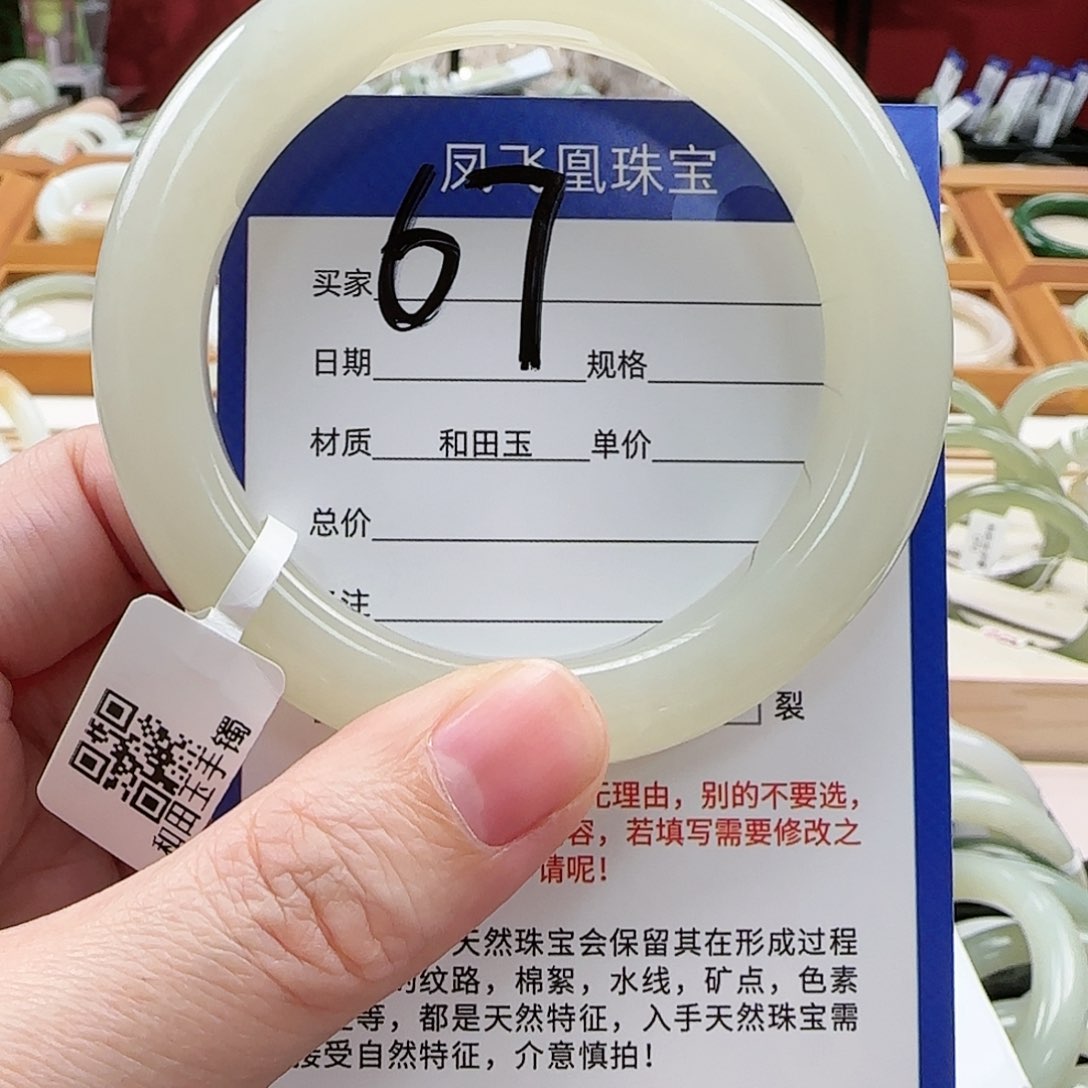 凤飞凰珠宝
67
买家
日期 规格
材质 和田玉 单价
总价
注
裂
和田玉手镯
理由，别的不要选，
容，若填写需要修改之
请呢！
天然珠宝会保留其在形成过程
的纹路，棉絮，水线，矿点，色素
等，都是天然特征，入手天然珠宝需
接受自然特征，介意慎拍！